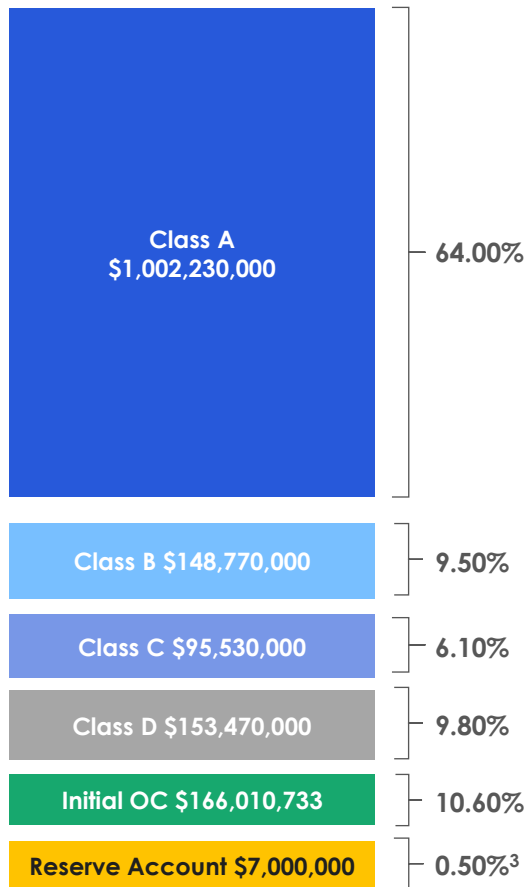 Class A
$1,002,230,000
64.00%
Class B $148,770,000
9.50%
Class C $95,530,000
6.10%
Class D $153,470,000
9.80%
Initial OC $166,010,733
10.60%
Reserve Account $7,000,000
0.50%³